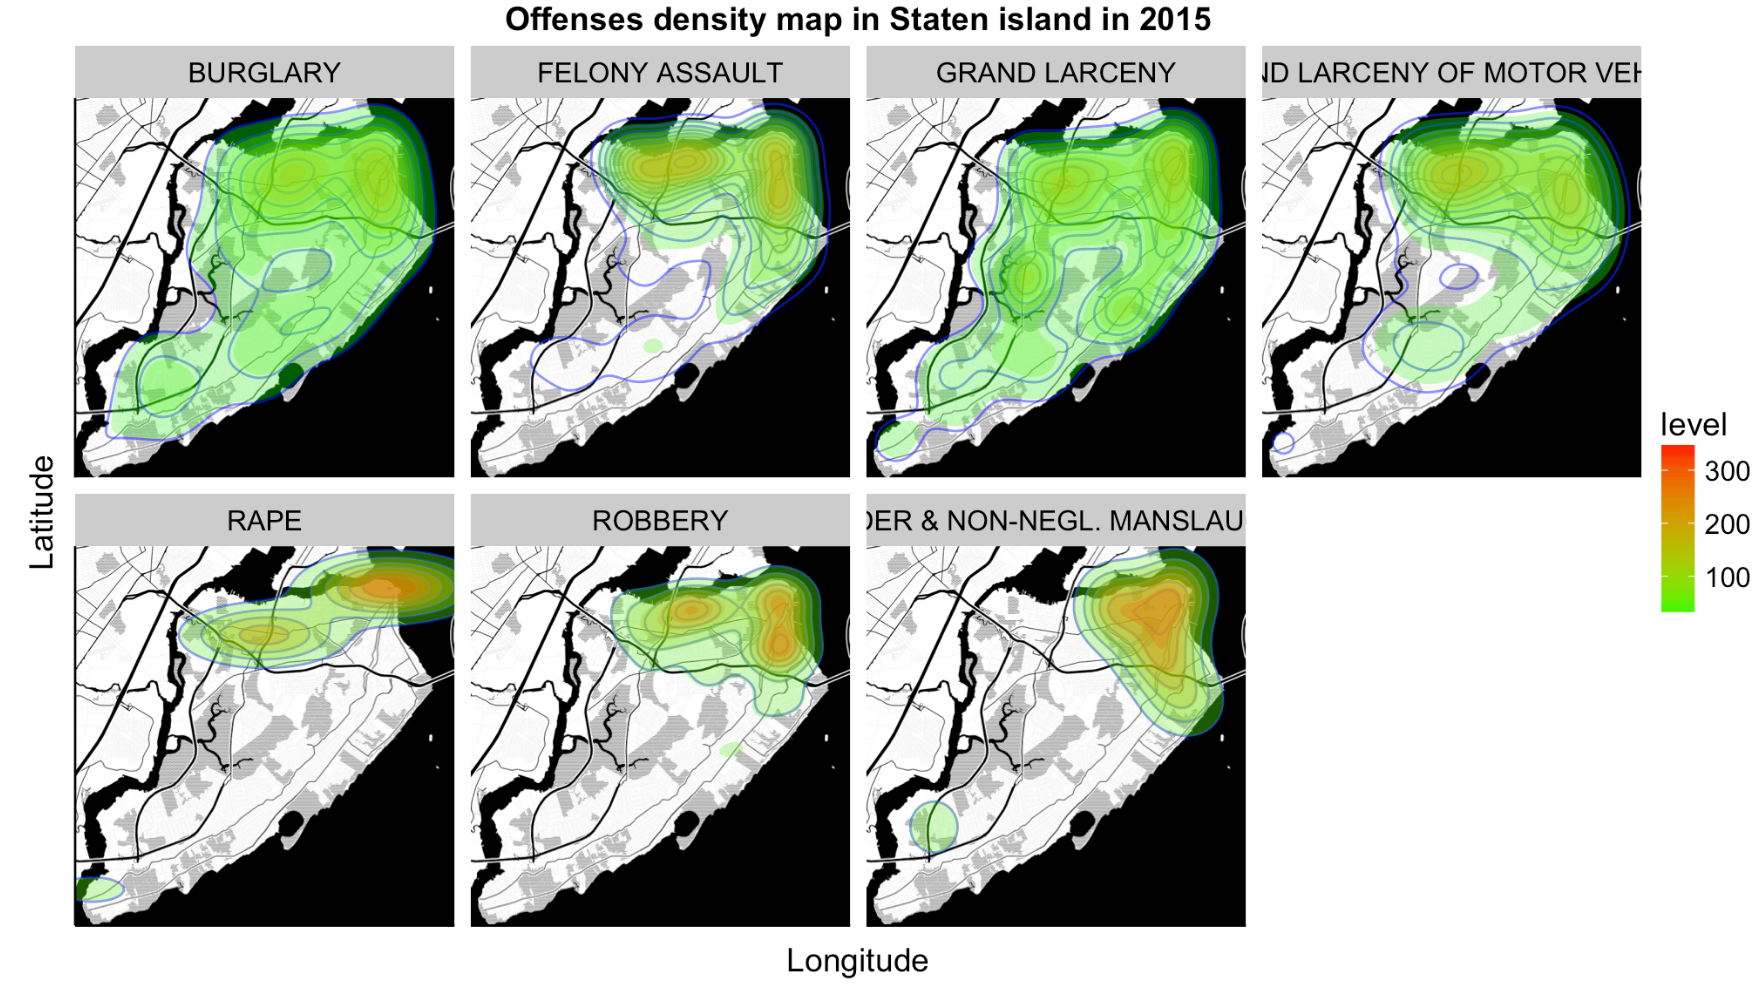 Offenses density map in Staten island in 2015
BURGLARY
FELONY ASSAULT
GRAND LARCENY
ND LARCENY OF MOTOR VEH
level
300
200
100
Latitude
RAPE
ROBBERY
DER & NON-NEGL. MANSLAU
Longitude